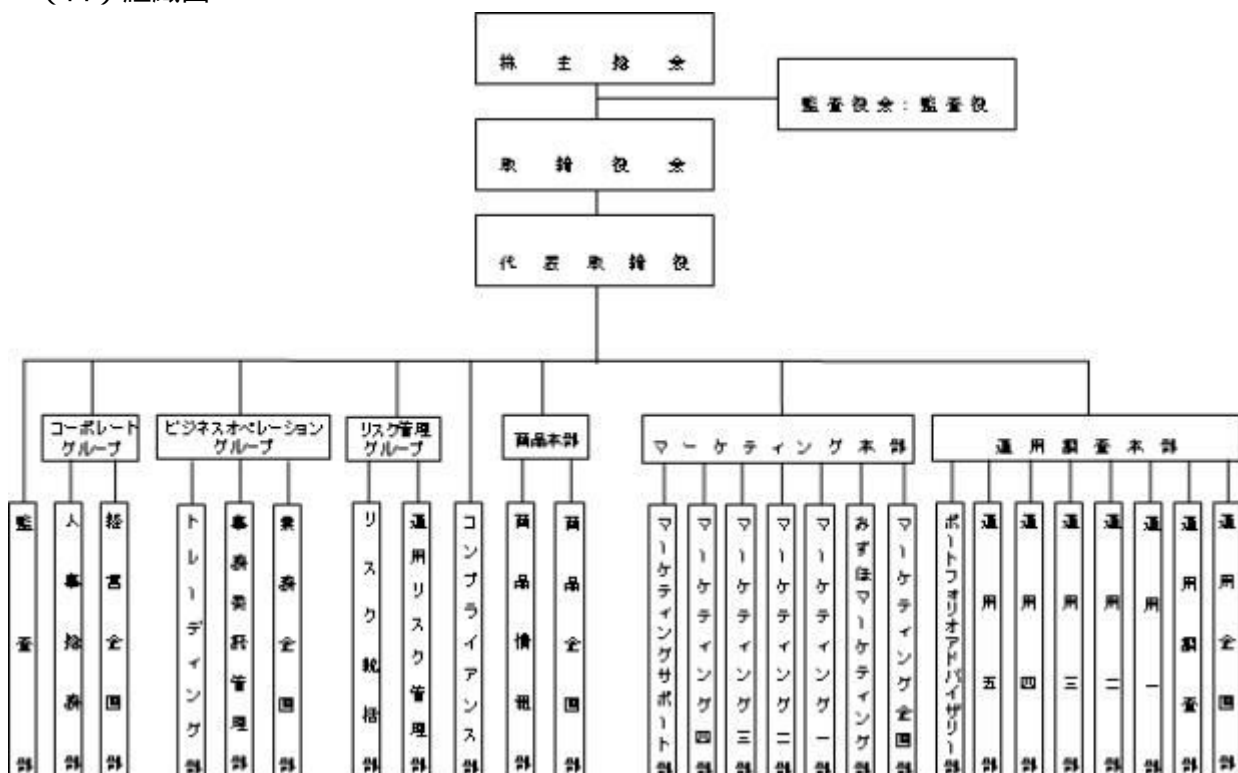 株主総会
監査役会:監査役
取締役会
代表取締役
コーポレート
グループ
ビジネスオペレーション
グループ
リスク管理
グループ
商品本部
マーケティング本部
運用調査本部
監査部
人事総務部
経営企画部
トレーディング部
事務委託管理部
業務企画部
リスク統括部
運用リスク管理部
コンプライアンス部
商品情報部
商品企画部
マーケティングサポート部
マーケティング四部
マーケティング三部
マーケティング二部
マーケティング一部
みずほマーケティング部
マーケティング企画部
ポートフォリオアドバイザリー部
運用五部
運用四部
運用三部
運用二部
運用一部
運用調査部
運用企画部